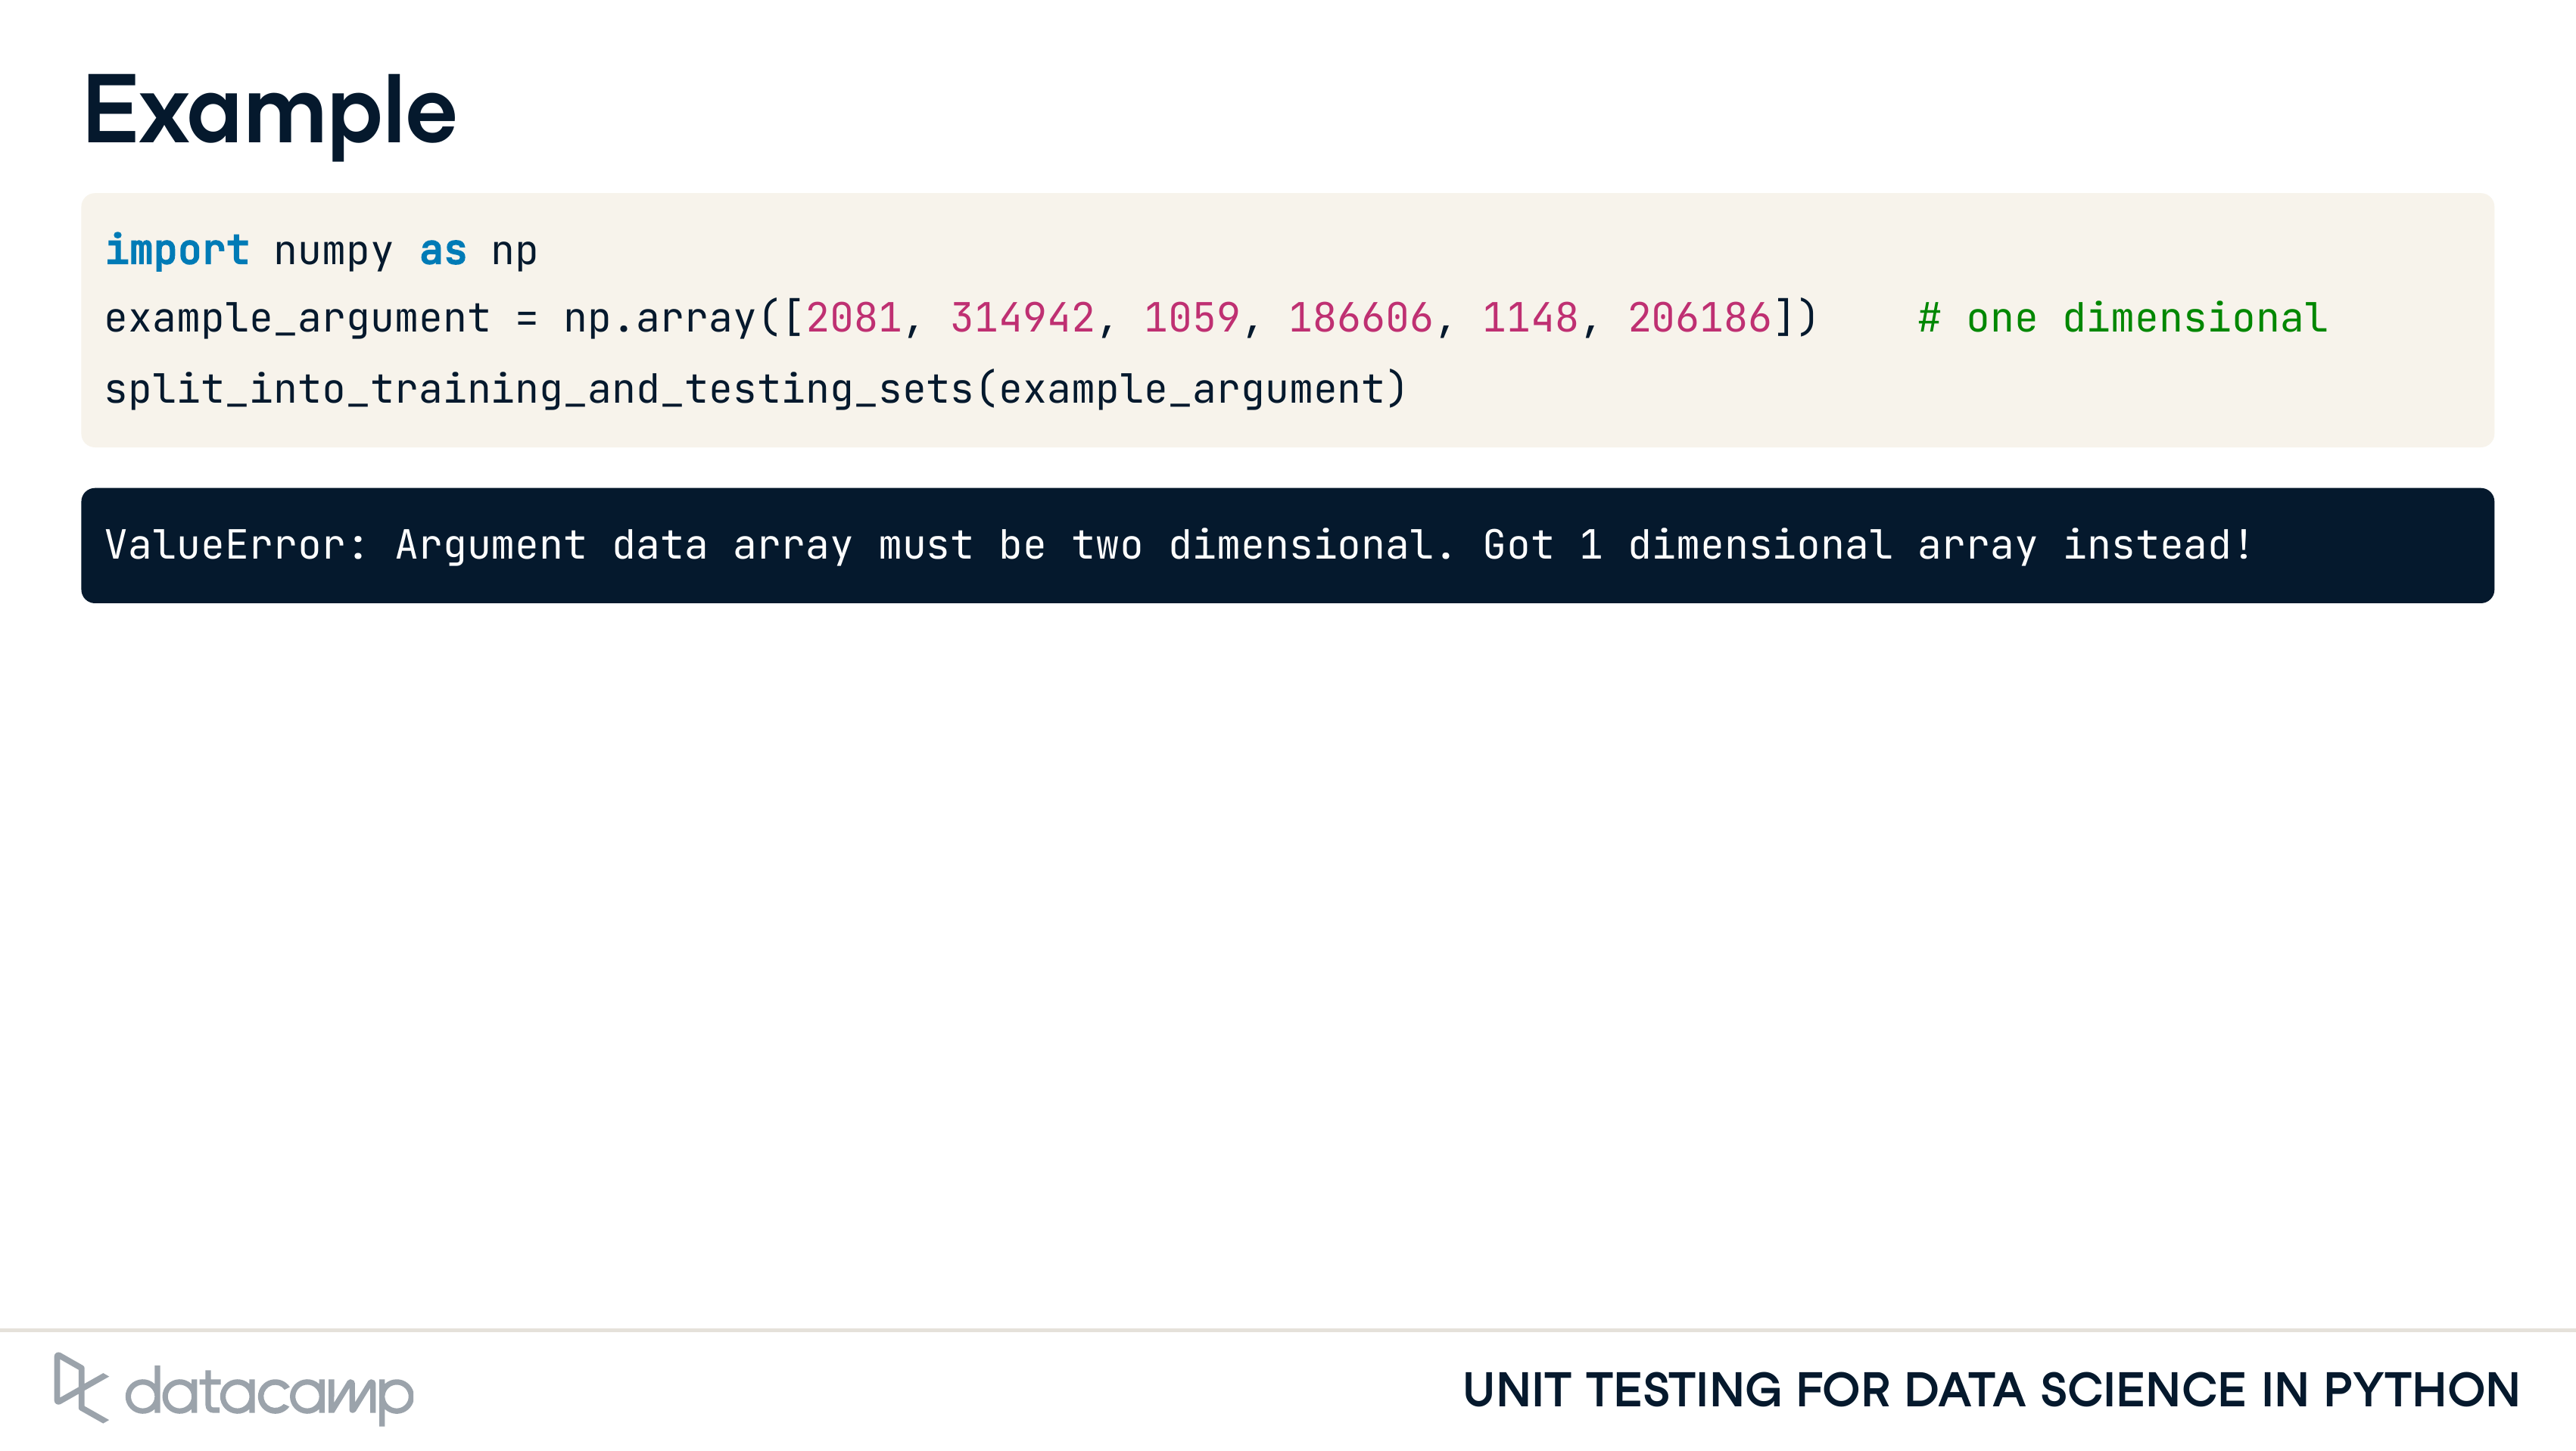 Example
import numpy as np
example_argument = np.array([2081, 314942, 1059, 186606, 1148, 206186])    # one dimensional
split_into_training_and_testing_sets(example_argument)
ValueError: Argument data array must be two dimensional. Got 1 dimensional array instead!
datacamp
UNIT TESTING FOR DATA SCIENCE IN PYTHON